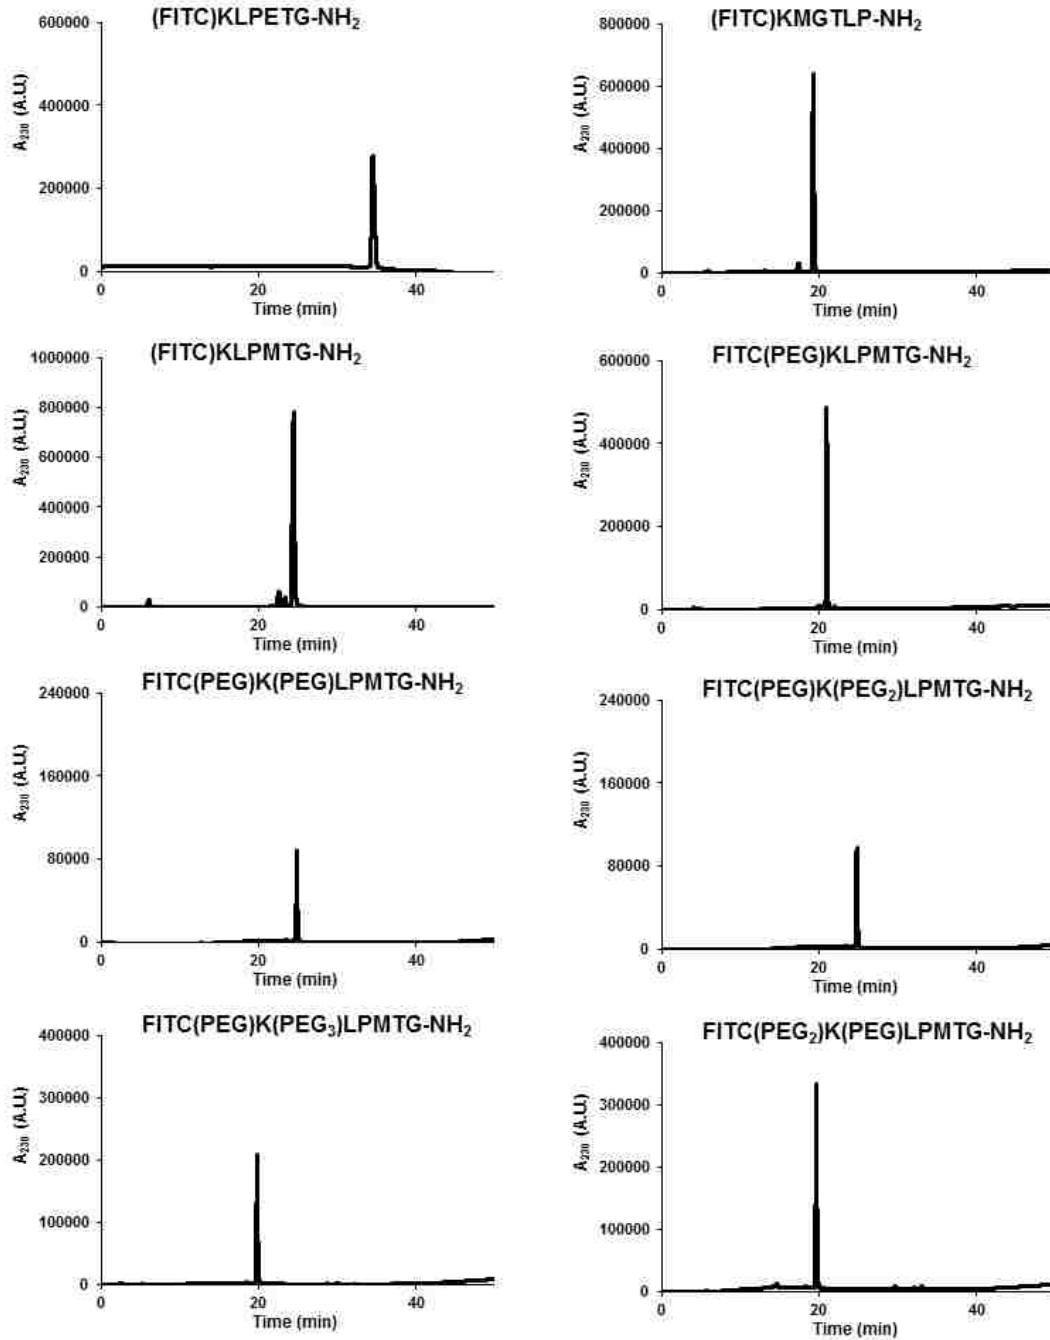 (FITC)KLPETG-NH₂
600000
400000
200000
0
A₂₃₀ (A.U.)
0 20 40
Time (min)
(FITC)KMGTLP-NH₂
800000
600000
400000
200000
0
A₂₃₀ (A.U.)
0 20 40
Time (min)
(FITC)KLPMTG-NH₂
1000000
800000
600000
400000
200000
0
A₂₃₀ (A.U.)
0 20 40
Time (min)
FITC(PEG)KLPMTG-NH₂
600000
400000
200000
0
A₂₃₀ (A.U.)
0 20 40
Time (min)
FITC(PEG)K(PEG)LPMTG-NH₂
240000
160000
80000
0
A₂₃₀ (A.U.)
0 20 40
Time (min)
FITC(PEG)K(PEG₂)LPMTG-NH₂
240000
160000
80000
0
A₂₃₀ (A.U.)
0 20 40
Time (min)
FITC(PEG)K(PEG₃)LPMTG-NH₂
400000
300000
200000
100000
0
A₂₃₀ (A.U.)
0 20 40
Time (min)
FITC(PEG₂)K(PEG)LPMTG-NH₂
400000
300000
200000
100000
0
A₂₃₀ (A.U.)
0 20 40
Time (min)